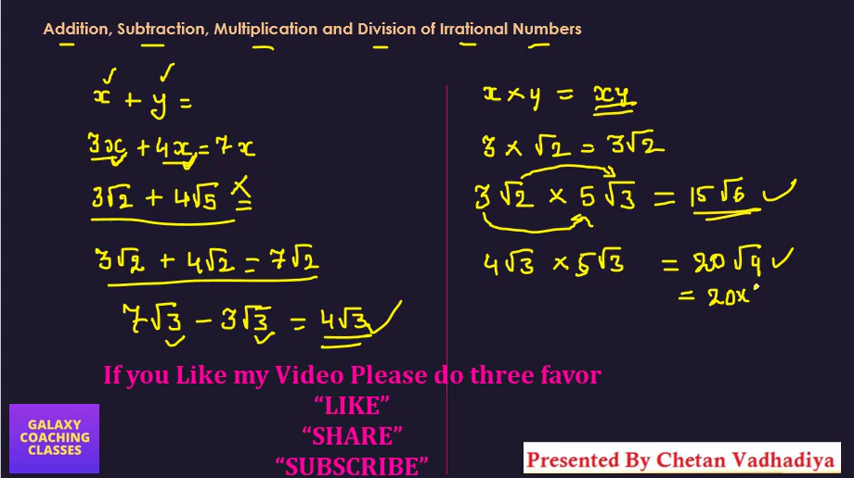 Addition, Subtraction, Multiplication and Division of Irrational Numbers
x + y =
3x + 4x = 7x
3√2 + 4√5 =
3√2 + 4√2 = 7√2
7√3 - 3√3 = 4√3
x × y = xy
3 × √2 = 3√2
3√2 × 5√3 = 15√6
4√3 × 5√3 = 20√9
= 20×
If you Like my Video Please do three favor
“LIKE”
“SHARE”
“SUBSCRIBE”
GALAXY
COACHING
CLASSES
Presented By Chetan Vadhadiya